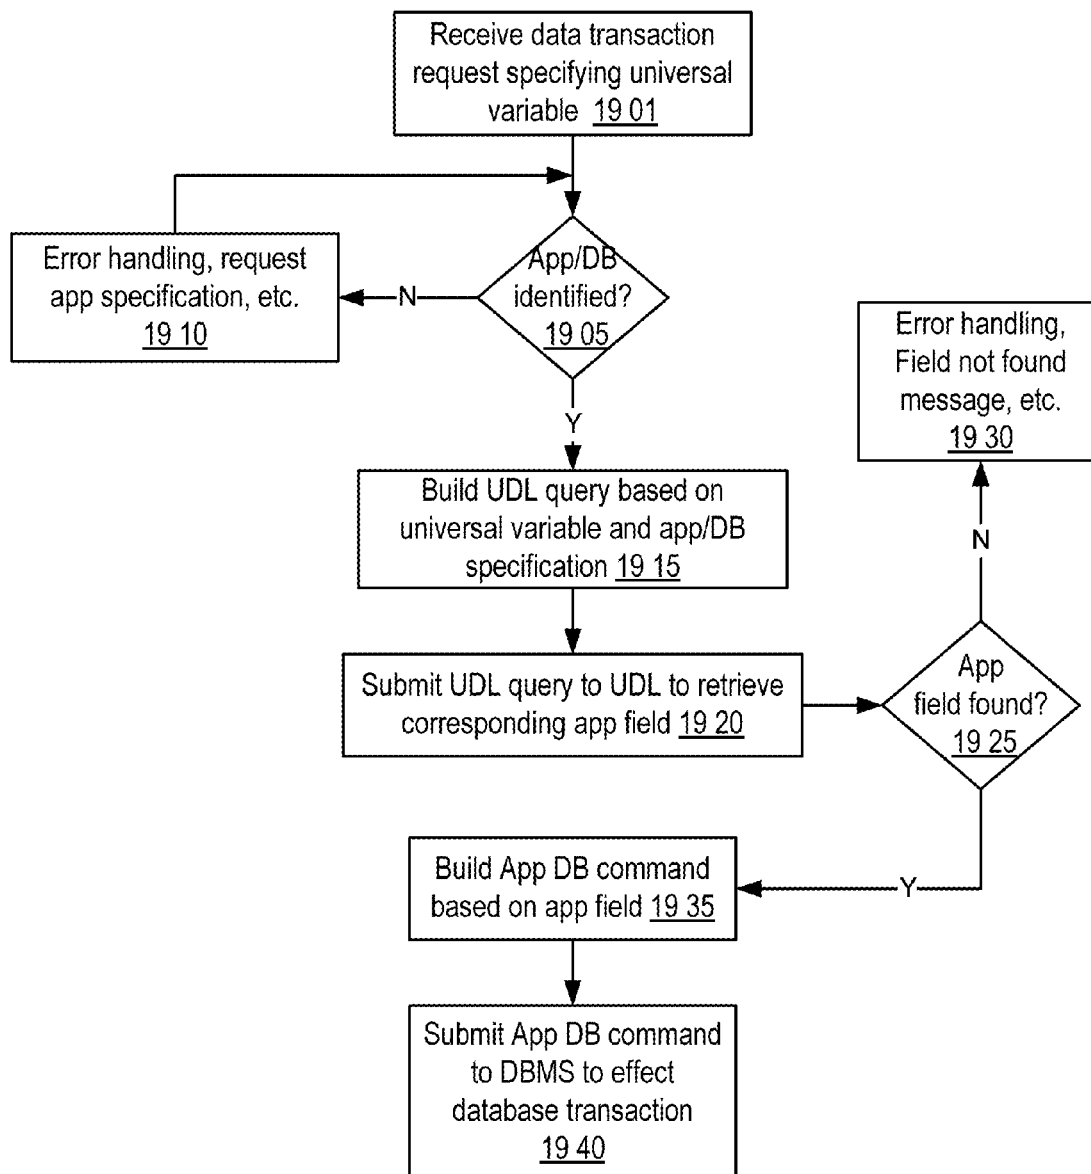 Receive data transaction
request specifying universal
variable 19 01
App/DB
identified?
19 05
N
Error handling, request
app specification, etc.
19 10
Y
Build UDL query based on
universal variable and app/DB
specification 19 15
Submit UDL query to UDL to retrieve
corresponding app field 19 20
App
field found?
19 25
N
Error handling,
Field not found
message, etc.
19 30
Y
Build App DB command
based on app field 19 35
Submit App DB command
to DBMS to effect
database transaction
19 40